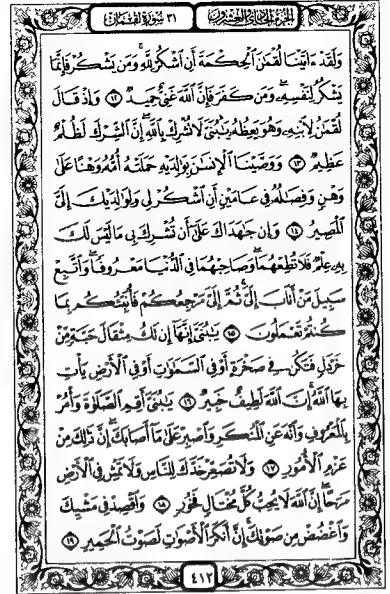 الجزء الحادي والعشرون ٣١ سورة لقمان
وَلَقَدْ ءَاتَيْنَا لُقْمَٰنَ ٱلْحِكْمَةَ أَنِ ٱشْكُرْ لِلَّهِۚ وَمَن يَشْكُرْ فَإِنَّمَا
يَشْكُرُ لِنَفْسِهِۦۖ وَمَن كَفَرَ فَإِنَّ ٱللَّهَ غَنِىٌّ حَمِيدٌ ١٢ وَإِذْ قَالَ
لُقْمَٰنُ لِٱبْنِهِۦ وَهُوَ يَعِظُهُۥ يَٰبُنَىَّ لَا تُشْرِكْ بِٱللَّهِۖ إِنَّ ٱلشِّرْكَ لَظُلْمٌ
عَظِيمٌ ١٣ وَوَصَّيْنَا ٱلْإِنسَٰنَ بِوَٰلِدَيْهِ حَمَلَتْهُ أُمُّهُۥ وَهْنًا عَلَىٰ
وَهْنٍ وَفِصَٰلُهُۥ فِى عَامَيْنِ أَنِ ٱشْكُرْ لِى وَلِوَٰلِدَيْكَ إِلَىَّ
ٱلْمَصِيرُ ١٤ وَإِن جَٰهَدَاكَ عَلَىٰٓ أَن تُشْرِكَ بِى مَا لَيْسَ لَكَ
بِهِۦ عِلْمٌ فَلَا تُطِعْهُمَاۖ وَصَاحِبْهُمَا فِى ٱلدُّنْيَا مَعْرُوفًاۖ وَٱتَّبِعْ
سَبِيلَ مَنْ أَنَابَ إِلَىَّۚ ثُمَّ إِلَىَّ مَرْجِعُكُمْ فَأُنَبِّئُكُم بِمَا
كُنتُمْ تَعْمَلُونَ ١٥ يَٰبُنَىَّ إِنَّهَآ إِن تَكُ مِثْقَالَ حَبَّةٍ مِّنْ
خَرْدَلٍ فَتَكُن فِى صَخْرَةٍ أَوْ فِى ٱلسَّمَٰوَٰتِ أَوْ فِى ٱلْأَرْضِ يَأْتِ
بِهَا ٱللَّهُۚ إِنَّ ٱللَّهَ لَطِيفٌ خَبِيرٌ ١٦ يَٰبُنَىَّ أَقِمِ ٱلصَّلَوٰةَ وَأْمُرْ
بِٱلْمَعْرُوفِ وَٱنْهَ عَنِ ٱلْمُنكَرِ وَٱصْبِرْ عَلَىٰ مَآ أَصَابَكَۖ إِنَّ ذَٰلِكَ مِنْ
عَزْمِ ٱلْأُمُورِ ١٧ وَلَا تُصَعِّرْ خَدَّكَ لِلنَّاسِ وَلَا تَمْشِ فِى ٱلْأَرْضِ
مَرَحًاۖ إِنَّ ٱللَّهَ لَا يُحِبُّ كُلَّ مُخْتَالٍ فَخُورٍ ١٨ وَٱقْصِدْ فِى مَشْيِكَ
وَٱغْضُضْ مِن صَوْتِكَۚ إِنَّ أَنكَرَ ٱلْأَصْوَٰتِ لَصَوْتُ ٱلْحَمِيرِ ١٩
٤١٢